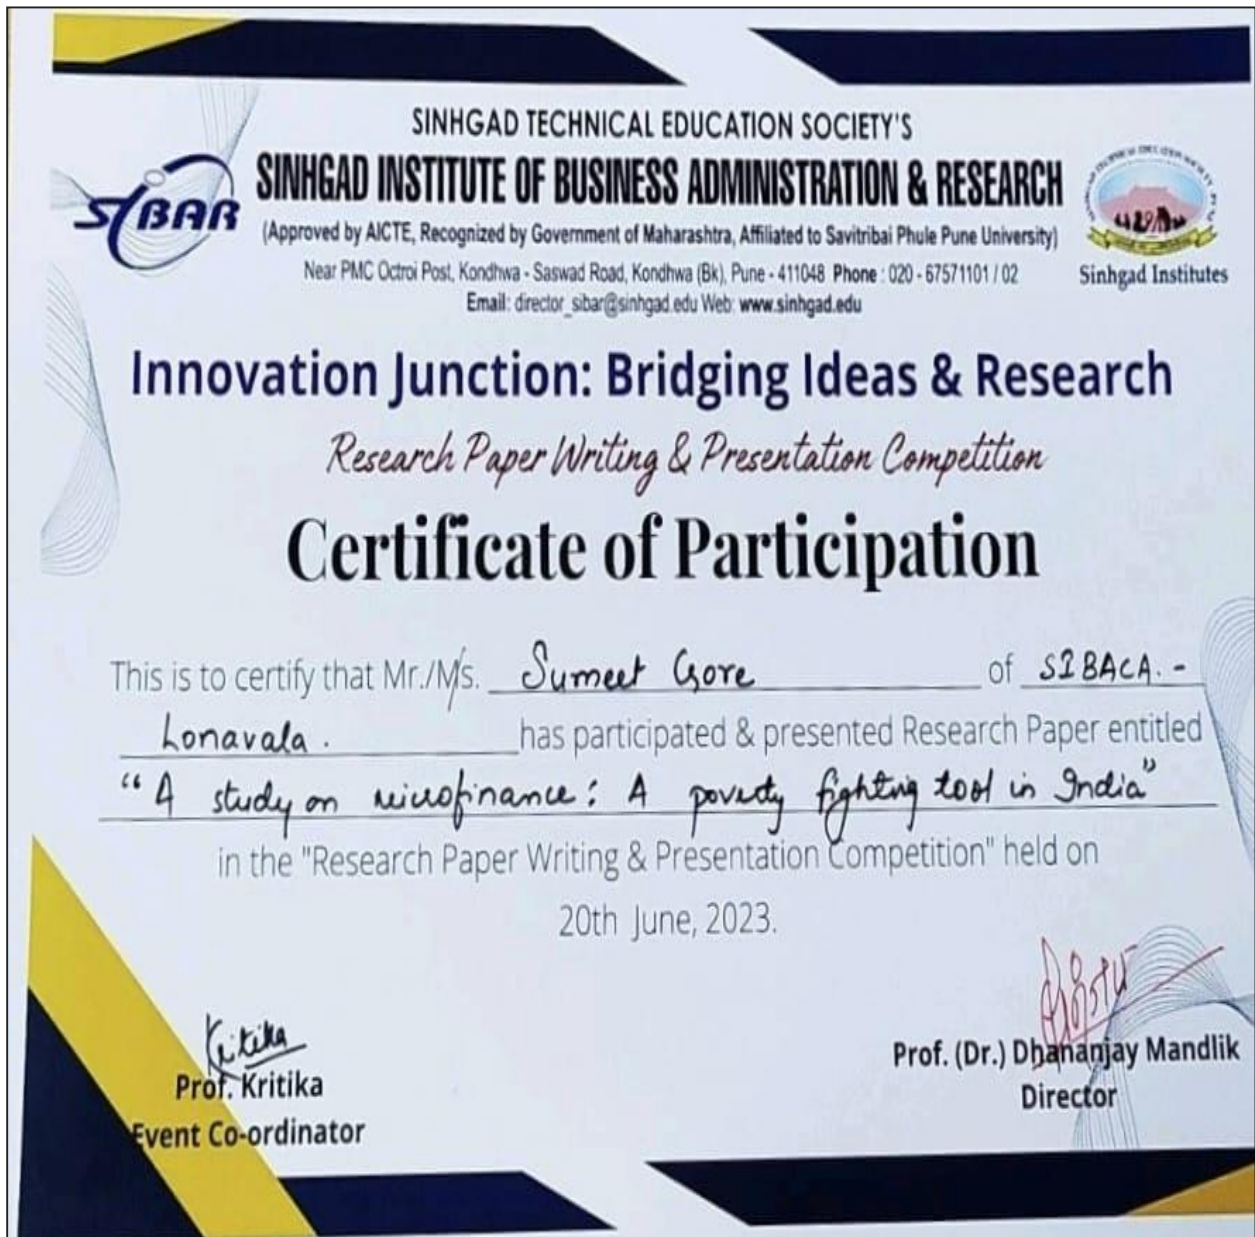 SINHGAD TECHNICAL EDUCATION SOCIETY'S
SINHGAD INSTITUTE OF BUSINESS ADMINISTRATION & RESEARCH
SIBAR
(Approved by AICTE, Recognized by Government of Maharashtra, Affiliated to Savitribai Phule Pune University)
Near PMC Octroi Post, Kondhwa - Saswad Road, Kondhwa (Bk), Pune - 411048 Phone : 020 - 67571101 / 02
Sinhgad Institutes
Email: director_sibar@sinhgad.edu Web: www.sinhgad.edu
Innovation Junction: Bridging Ideas & Research
Research Paper Writing & Presentation Competition
Certificate of Participation
This is to certify that Mr./Ms. Sumeet Gore of SIBACA. -
Lonavala. has participated & presented Research Paper entitled
“A study on microfinance: A poverty fighting tool in India”
in the "Research Paper Writing & Presentation Competition" held on
20th June, 2023.
Kritika
Prof. Kritika
Event Co-ordinator
Prof. (Dr.) Dhananjay Mandlik
Director